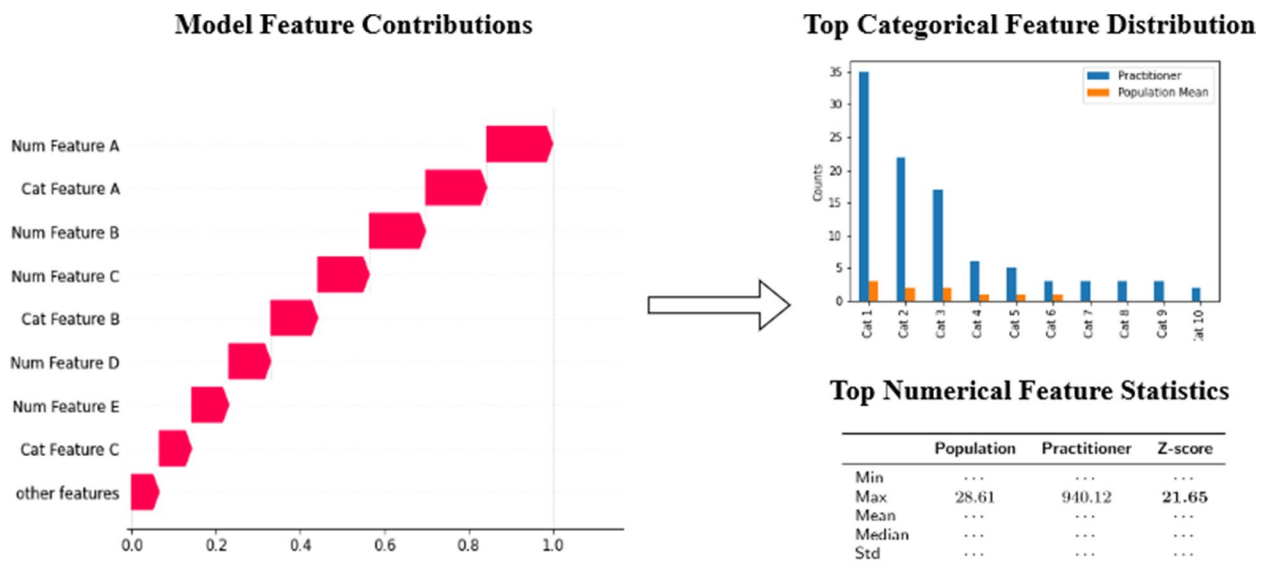 Model Feature Contributions
Num Feature A
Cat Feature A
Num Feature B
Num Feature C
Cat Feature B
Num Feature D
Num Feature E
Cat Feature C
other features
0.0 0.2 0.4 0.6 0.8 1.0
Top Categorical Feature Distribution
Practitioner
Population Mean
Counts
35
30
25
20
15
10
5
0
Cat 1 Cat 2 Cat 3 Cat 4 Cat 5 Cat 6 Cat 7 Cat 8 Cat 9 at 10
Top Numerical Feature Statistics
Population Practitioner Z-score
Min ... ... ...
Max 28.61 940.12 21.65
Mean ... ... ...
Median ... ... ...
Std ... ... ...